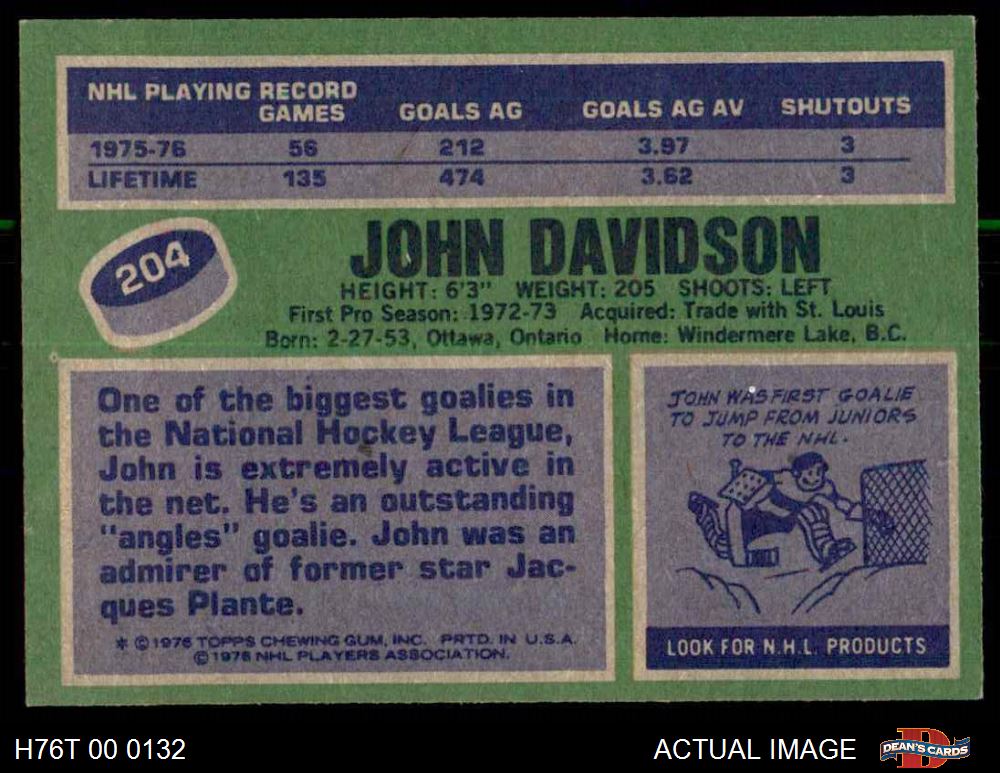 NHL PLAYING RECORD
GAMES GOALS AG GOALS AG AV SHUTOUTS
1975-76 56 212 3.97 3
LIFETIME 135 474 3.62 3
204
JOHN DAVIDSON
HEIGHT: 6'3" WEIGHT: 205 SHOOTS: LEFT
First Pro Season: 1972-73 Acquired: Trade with St. Louis
Born: 2-27-53, Ottawa, Ontario Home: Windermere Lake, B.C.
One of the biggest goalies in
the National Hockey League,
John is extremely active in
the net. He's an outstanding
"angles" goalie. John was an
admirer of former star Jac-
ques Plante.
* © 1976 TOPPS CHEWING GUM, INC. PRTD. IN U.S.A.
© 1976 NHL PLAYERS ASSOCIATION.
JOHN WAS FIRST GOALIE
TO JUMP FROM JUNIORS
TO THE NHL.
LOOK FOR N.H.L. PRODUCTS
H76T 00 0132 ACTUAL IMAGE DEAN'S CARDS